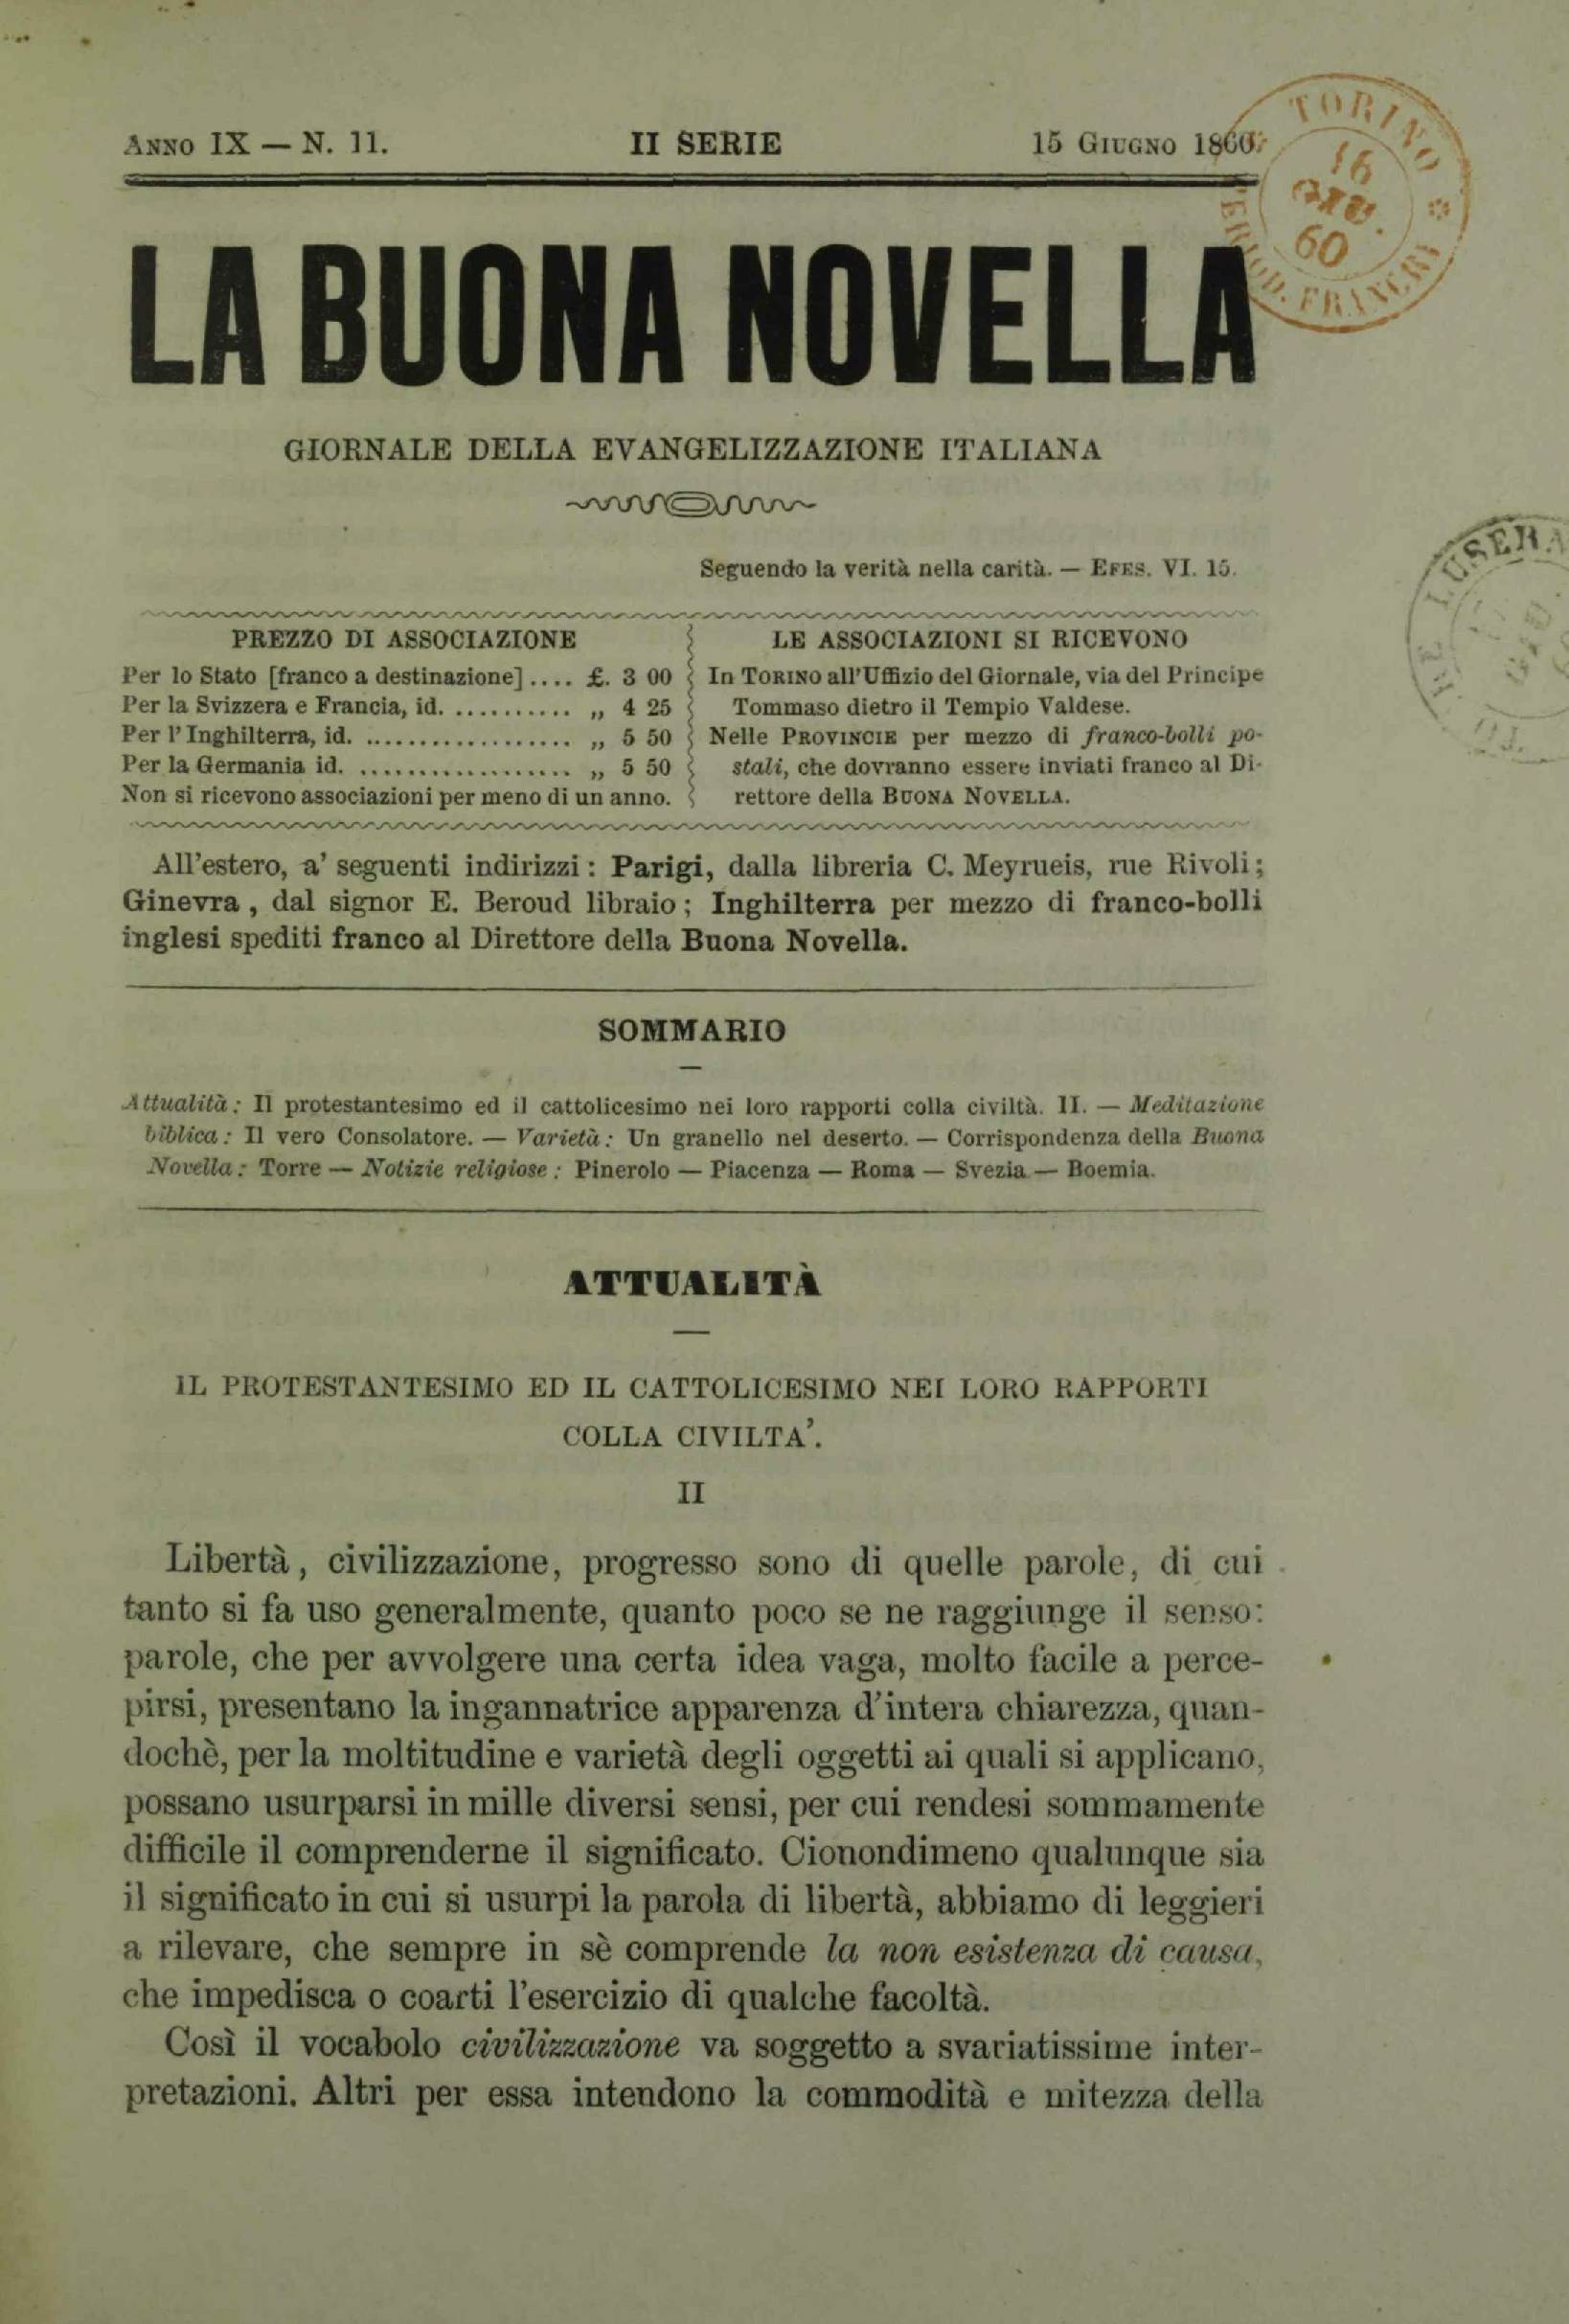 ANNO IX — N. 11.
II SERIE
15 GIUGNO 1860.
TORINO
16
GIU.
60
PERIOD. FRANCHI
LA BUONA NOVELLA
GIORNALE DELLA EVANGELIZZAZIONE ITALIANA
LUSERNA
Seguendo la verità nella carità. — EFES. VI. 15.
PREZZO DI ASSOCIAZIONE
Per lo Stato [franco a destinazione] .... £. 3 00
Per la Svizzera e Francia, id. ........... „ 4 25
Per l'Inghilterra, id. ................... „ 5 50
Per la Germania id. .................. „ 5 50
Non si ricevono associazioni per meno di un anno.
LE ASSOCIAZIONI SI RICEVONO
In TORINO all'Uffizio del Giornale, via del Principe
Tommaso dietro il Tempio Valdese.
Nelle PROVINCIE per mezzo di franco-bolli po-
stali, che dovranno essere inviati franco al Di-
rettore della BUONA NOVELLA.
All'estero, a' seguenti indirizzi: Parigi, dalla libreria C. Meyrueis, rue Rivoli;
Ginevra, dal signor E. Beroud libraio; Inghilterra per mezzo di franco-bolli
inglesi spediti franco al Direttore della Buona Novella.
SOMMARIO
Attualità: Il protestantesimo ed il cattolicesimo nei loro rapporti colla civiltà. II. — Meditazione
biblica: Il vero Consolatore. — Varietà: Un granello nel deserto. — Corrispondenza della Buona
Novella: Torre — Notizie religiose: Pinerolo — Piacenza — Roma — Svezia — Boemia.
ATTUALITÀ
IL PROTESTANTESIMO ED IL CATTOLICESIMO NEI LORO RAPPORTI
COLLA CIVILTA'.
II
Libertà, civilizzazione, progresso sono di quelle parole, di cui
tanto si fa uso generalmente, quanto poco se ne raggiunge il senso:
parole, che per avvolgere una certa idea vaga, molto facile a perce-
pirsi, presentano la ingannatrice apparenza d'intera chiarezza, quan-
dochè, per la moltitudine e varietà degli oggetti ai quali si applicano,
possano usurparsi in mille diversi sensi, per cui rendesi sommamente
difficile il comprenderne il significato. Cionondimeno qualunque sia
il significato in cui si usurpi la parola di libertà, abbiamo di leggieri
a rilevare, che sempre in sè comprende la non esistenza di causa,
che impedisca o coarti l'esercizio di qualche facoltà.
Così il vocabolo civilizzazione va soggetto a svariatissime inter-
pretazioni. Altri per essa intendono la commodità e mitezza della